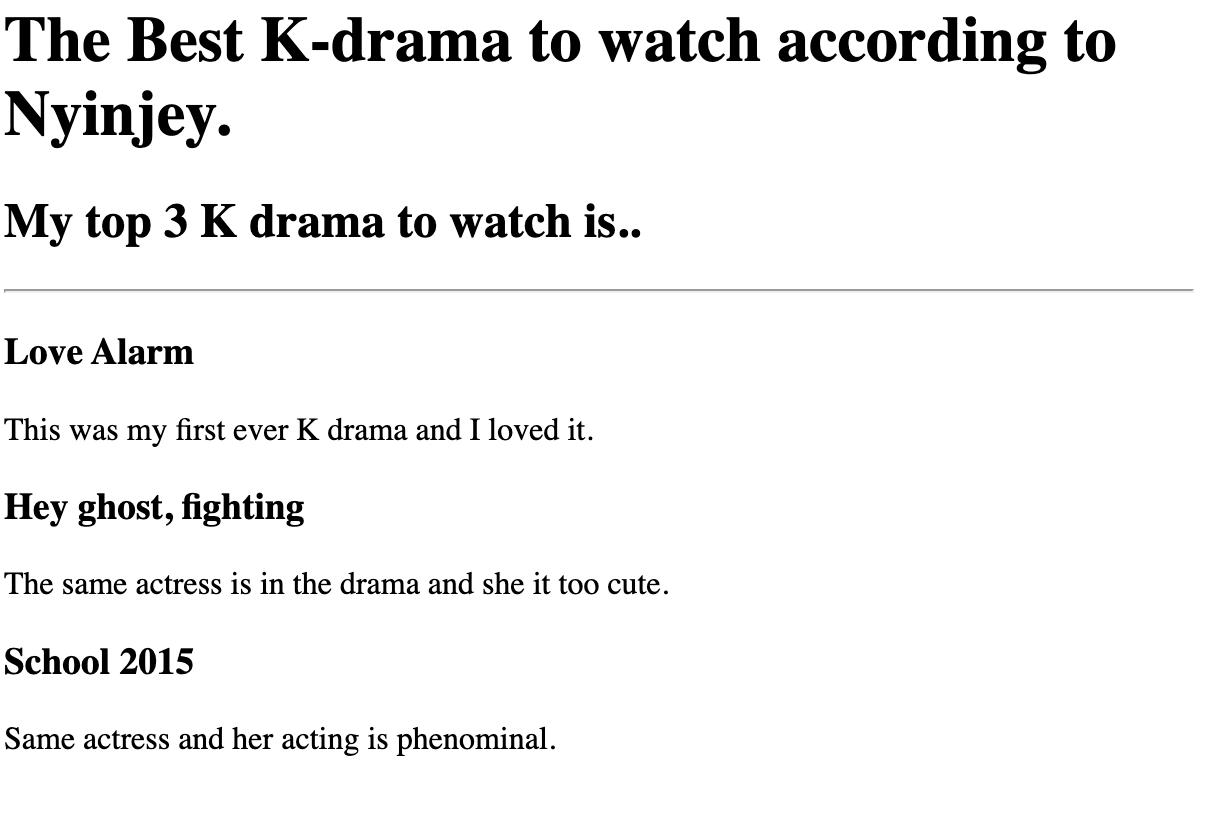 The Best K-drama to watch according to
Nyinjey.
My top 3 K drama to watch is..
Love Alarm
This was my first ever K drama and I loved it.
Hey ghost, fighting
The same actress is in the drama and she it too cute.
School 2015
Same actress and her acting is phenominal.